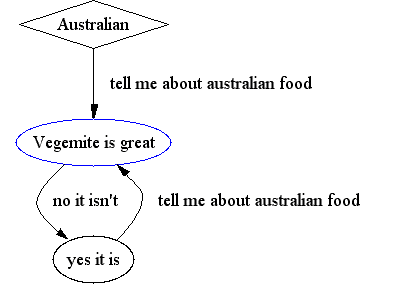 Australian
tell me about australian food
Vegemite is great
no it isn't
tell me about australian food
yes it is